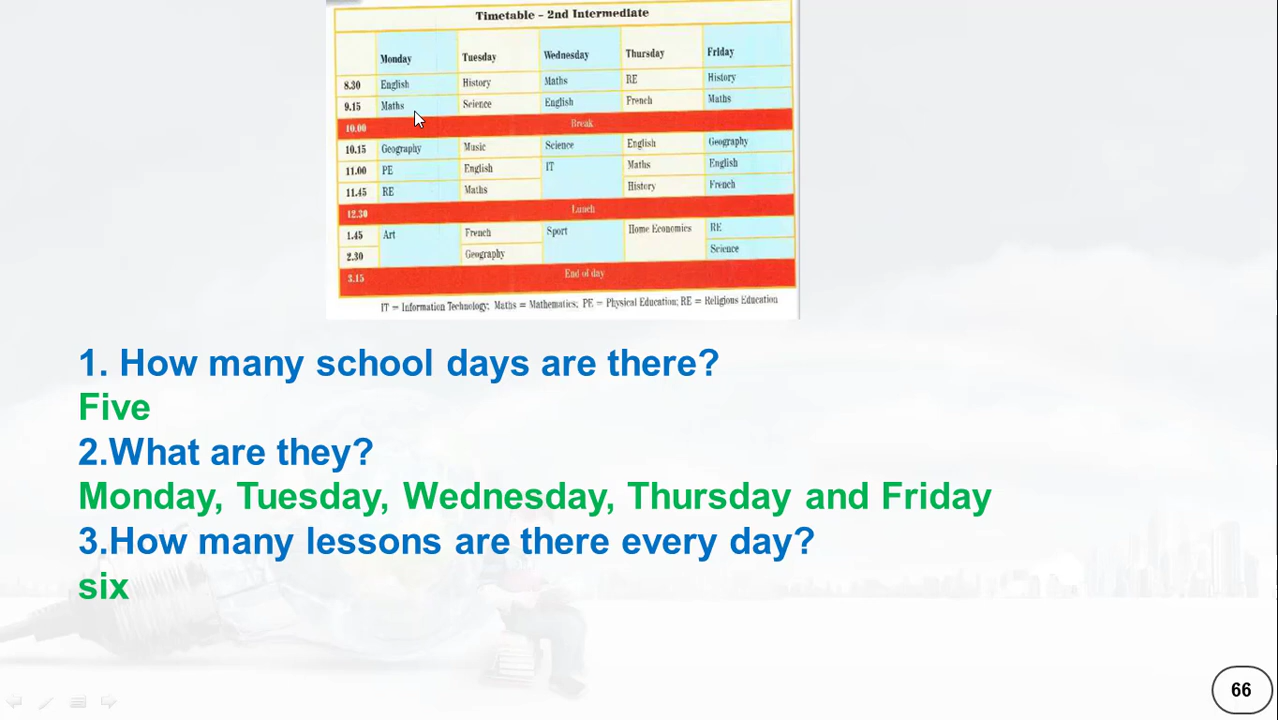 Timetable – 2nd Intermediate
Monday Tuesday Wednesday Thursday Friday
8.30 English History Maths RE History
9.15 Maths Science English French Maths
10.00 Break
10.15 Geography Music Science English Geography
11.00 PE English IT Maths English
11.45 RE Maths History French
12.30 Lunch
1.45 Art French Sport Home Economics RE
2.30 Geography Science
3.15 End of day
IT = Information Technology; Maths = Mathematics; PE = Physical Education; RE = Religious Education
1. How many school days are there?
Five
2.What are they?
Monday, Tuesday, Wednesday, Thursday and Friday
3.How many lessons are there every day?
six
66